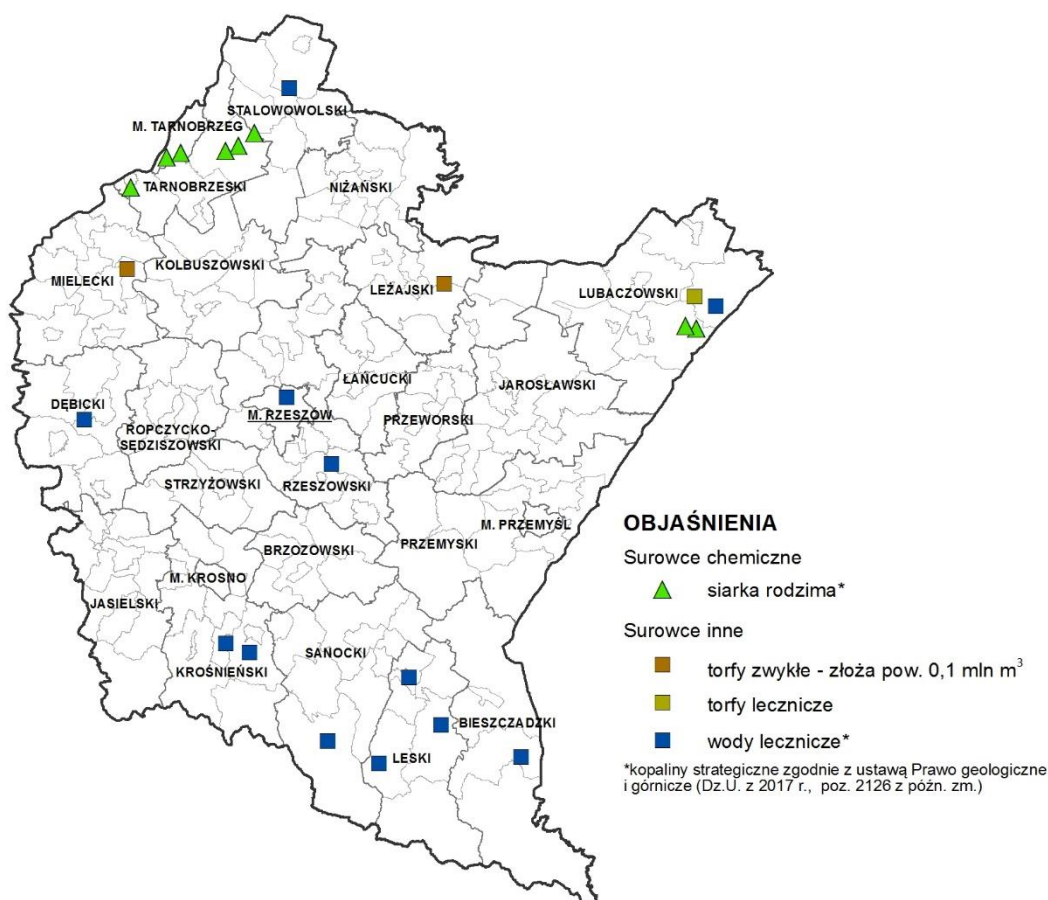 STALOWOWOLSKI
M. TARNOBRZEG
TARNOBRZESKI
NIŻAŃSKI
KOLBUSZOWSKI
MIELECKI
LEŻAJSKI
LUBACZOWSKI
ŁAŃCUCKI
JAROSŁAWSKI
DĘBICKI
M. RZESZÓW
PRZEWORSKI
ROPCZYCKO-
SĘDZISZOWSKI
STRZYŻOWSKI
RZESZOWSKI
M. PRZEMYŚL
BRZOZOWSKI
PRZEMYSKI
M. KROSNO
JASIELSKI
SANOCKI
KROŚNIEŃSKI
BIESZCZADZKI
LESKI
OBJAŚNIENIA
Surowce chemiczne
siarka rodzima*
Surowce inne
torfy zwykłe - złoża pow. 0,1 mln m³
torfy lecznicze
wody lecznicze*
*kopaliny strategiczne zgodnie z ustawą Prawo geologiczne
i górnicze (Dz.U. z 2017 r., poz. 2126 z późn. zm.)